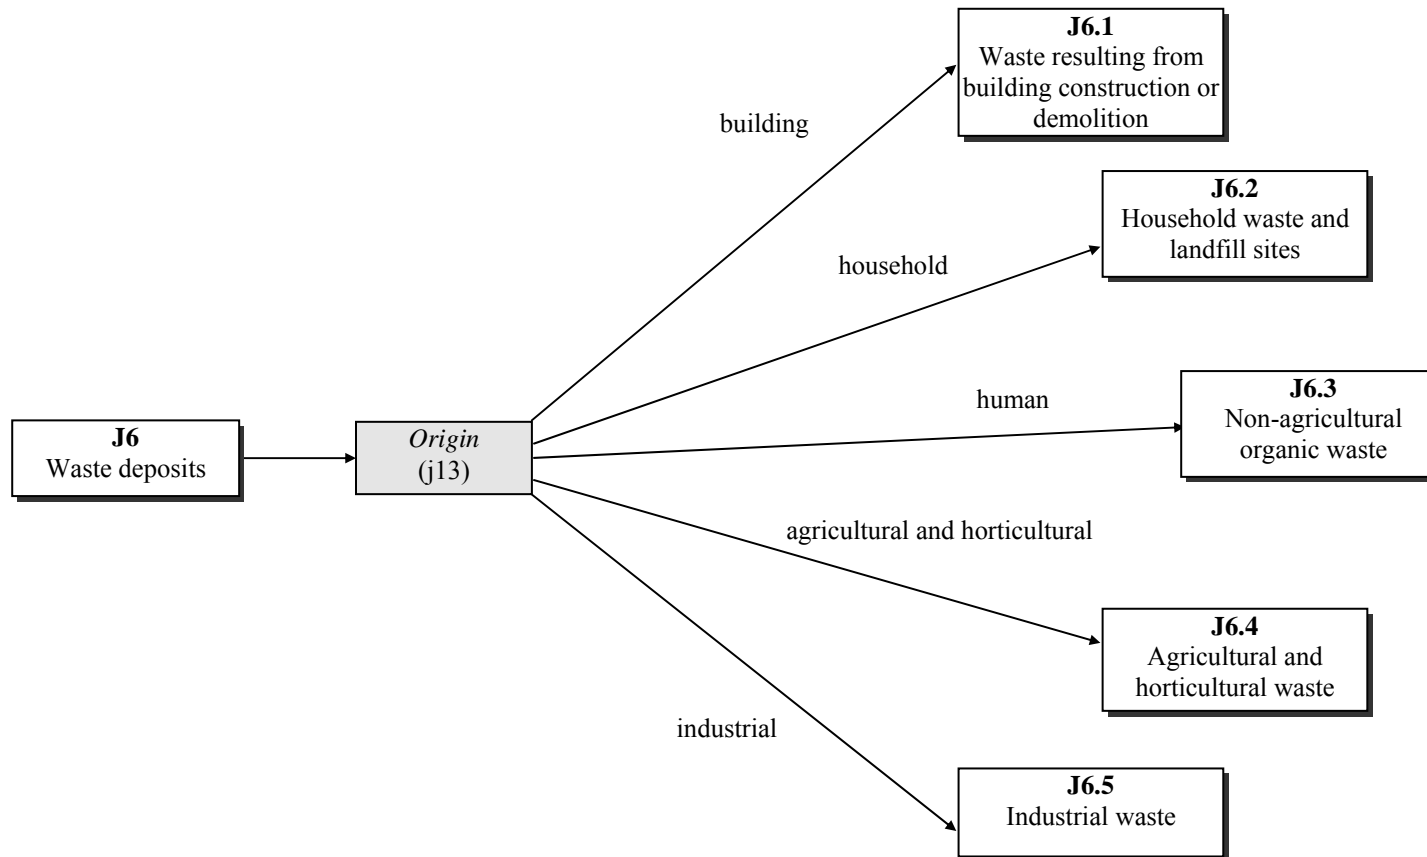 J6.1
Waste resulting from
building construction or
demolition
building
J6.2
Household waste and
landfill sites
household
J6.3
Non-agricultural
organic waste
human
J6
Waste deposits
Origin
(j13)
agricultural and horticultural
J6.4
Agricultural and
horticultural waste
industrial
J6.5
Industrial waste